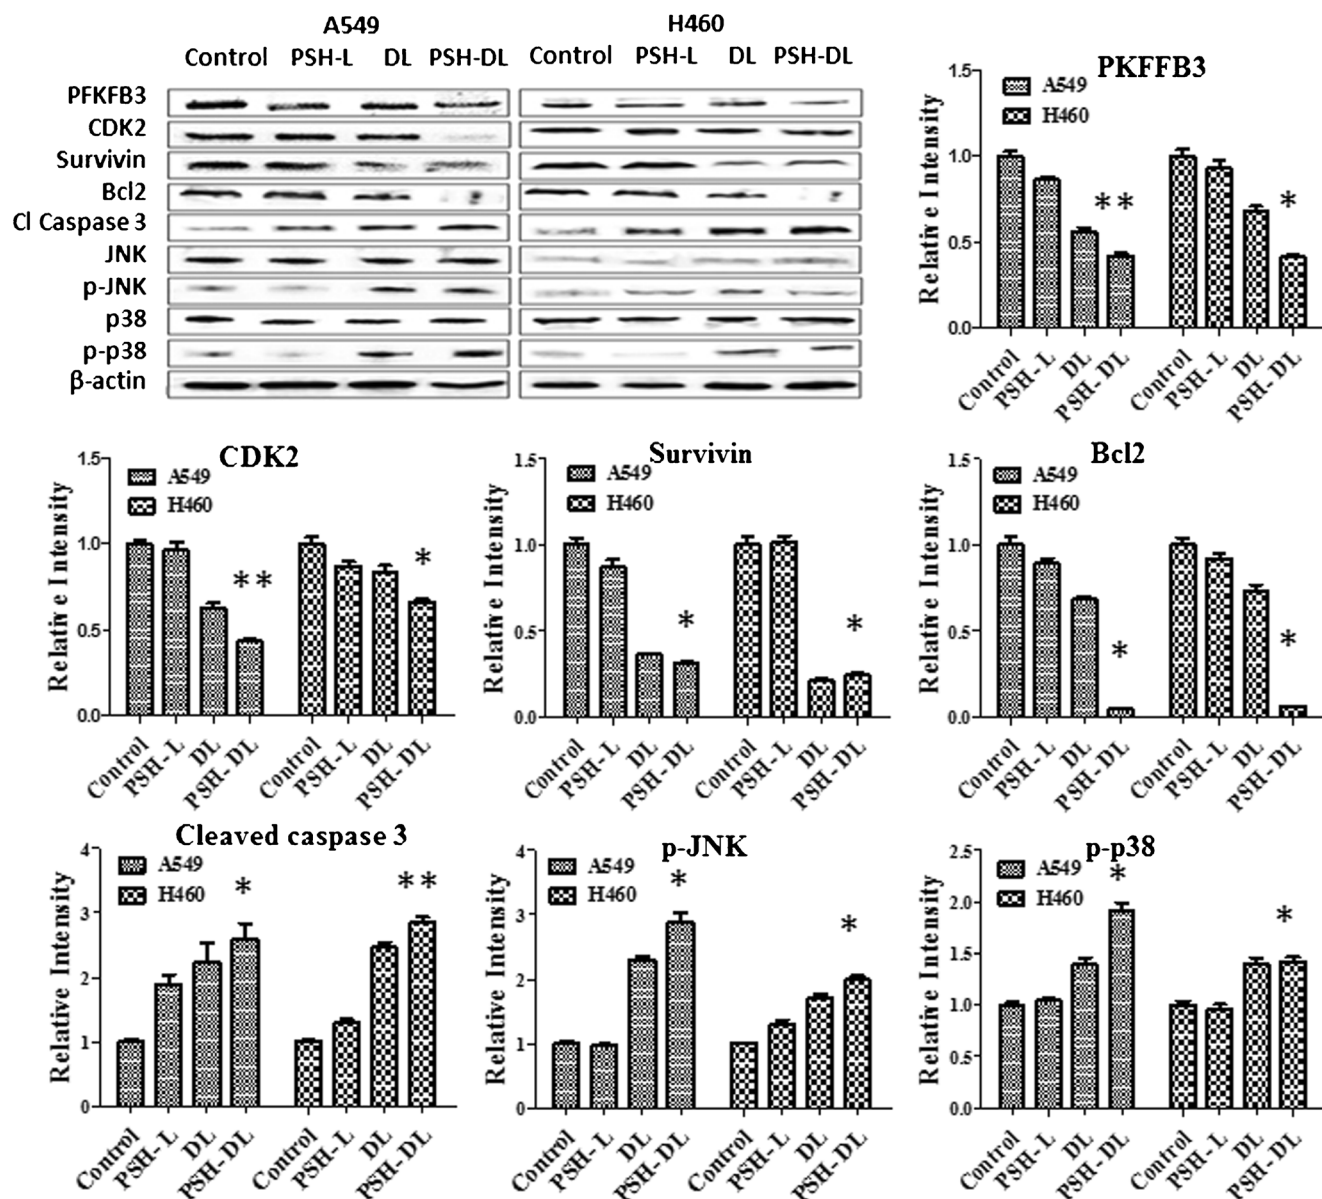 A549
H460
Control PSH-L DL PSH-DL
Control PSH-L DL PSH-DL
PFKFB3
CDK2
Survivin
Bcl2
Cl Caspase 3
JNK
p-JNK
p38
p-p38
β-actin
PKFFB3
A549
H460
Relative Intensity
1.5
1.0
0.5
0.0
**
*
Control PSH-L DL PSH-DL Control PSH-L DL PSH-DL
CDK2
A549
H460
Relative Intensity
1.5
1.0
0.5
0.0
**
*
Control PSH-L DL PSH-DL Control PSH-L DL PSH-DL
Survivin
A549
H460
Relative Intensity
1.5
1.0
0.5
0.0
*
*
Control PSH-L DL PSH-DL Control PSH-L DL PSH-DL
Bcl2
A549
H460
Relative Intensity
1.5
1.0
0.5
0.0
*
*
Control PSH-L DL PSH-DL Control PSH-L DL PSH-DL
Cleaved caspase 3
A549
H460
Relative Intensity
4
3
2
1
0
*
**
Control PSH-L DL PSH-DL Control PSH-L DL PSH-DL
p-JNK
A549
H460
Relative Intensity
4
3
2
1
0
*
*
Control PSH-L DL PSH-DL Control PSH-L DL PSH-DL
p-p38
A549
H460
Relative Intensity
2.5
2.0
1.5
1.0
0.5
0.0
*
*
Control PSH-L DL PSH-DL Control PSH-L DL PSH-DL